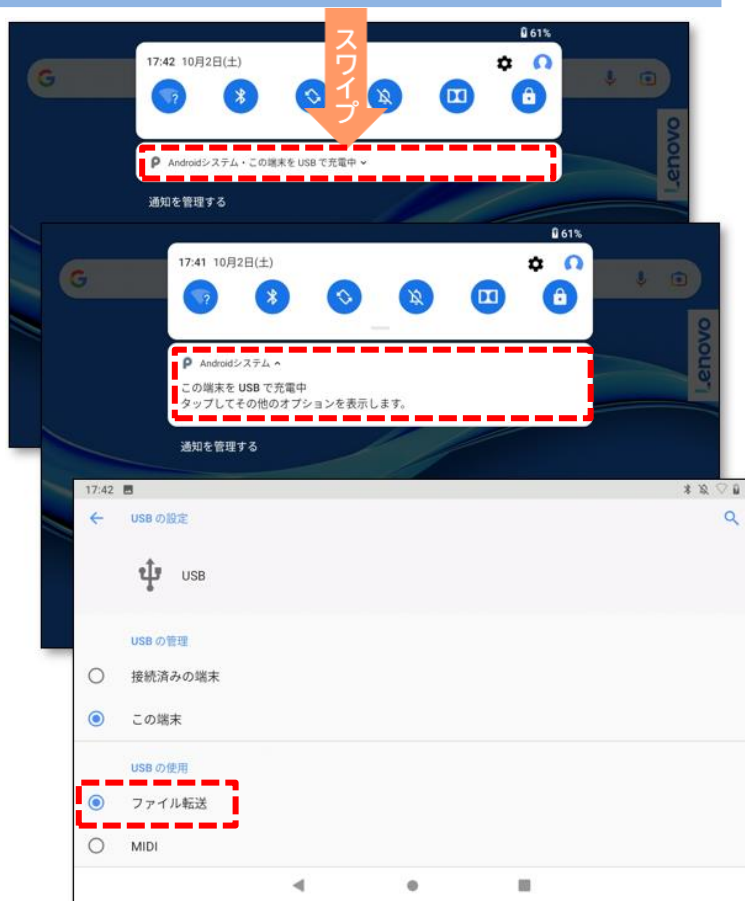 スワイプ
61%
17:42 10月2日(土)
Androidシステム・この端末を USB で充電中
通知を管理する
Lenovo
61%
17:41 10月2日(土)
Androidシステム
この端末を USB で充電中
タップしてその他のオプションを表示します。
通知を管理する
Lenovo
17:42
USB の設定
USB
USB の管理
接続済みの端末
この端末
USB の使用
ファイル転送
MIDI